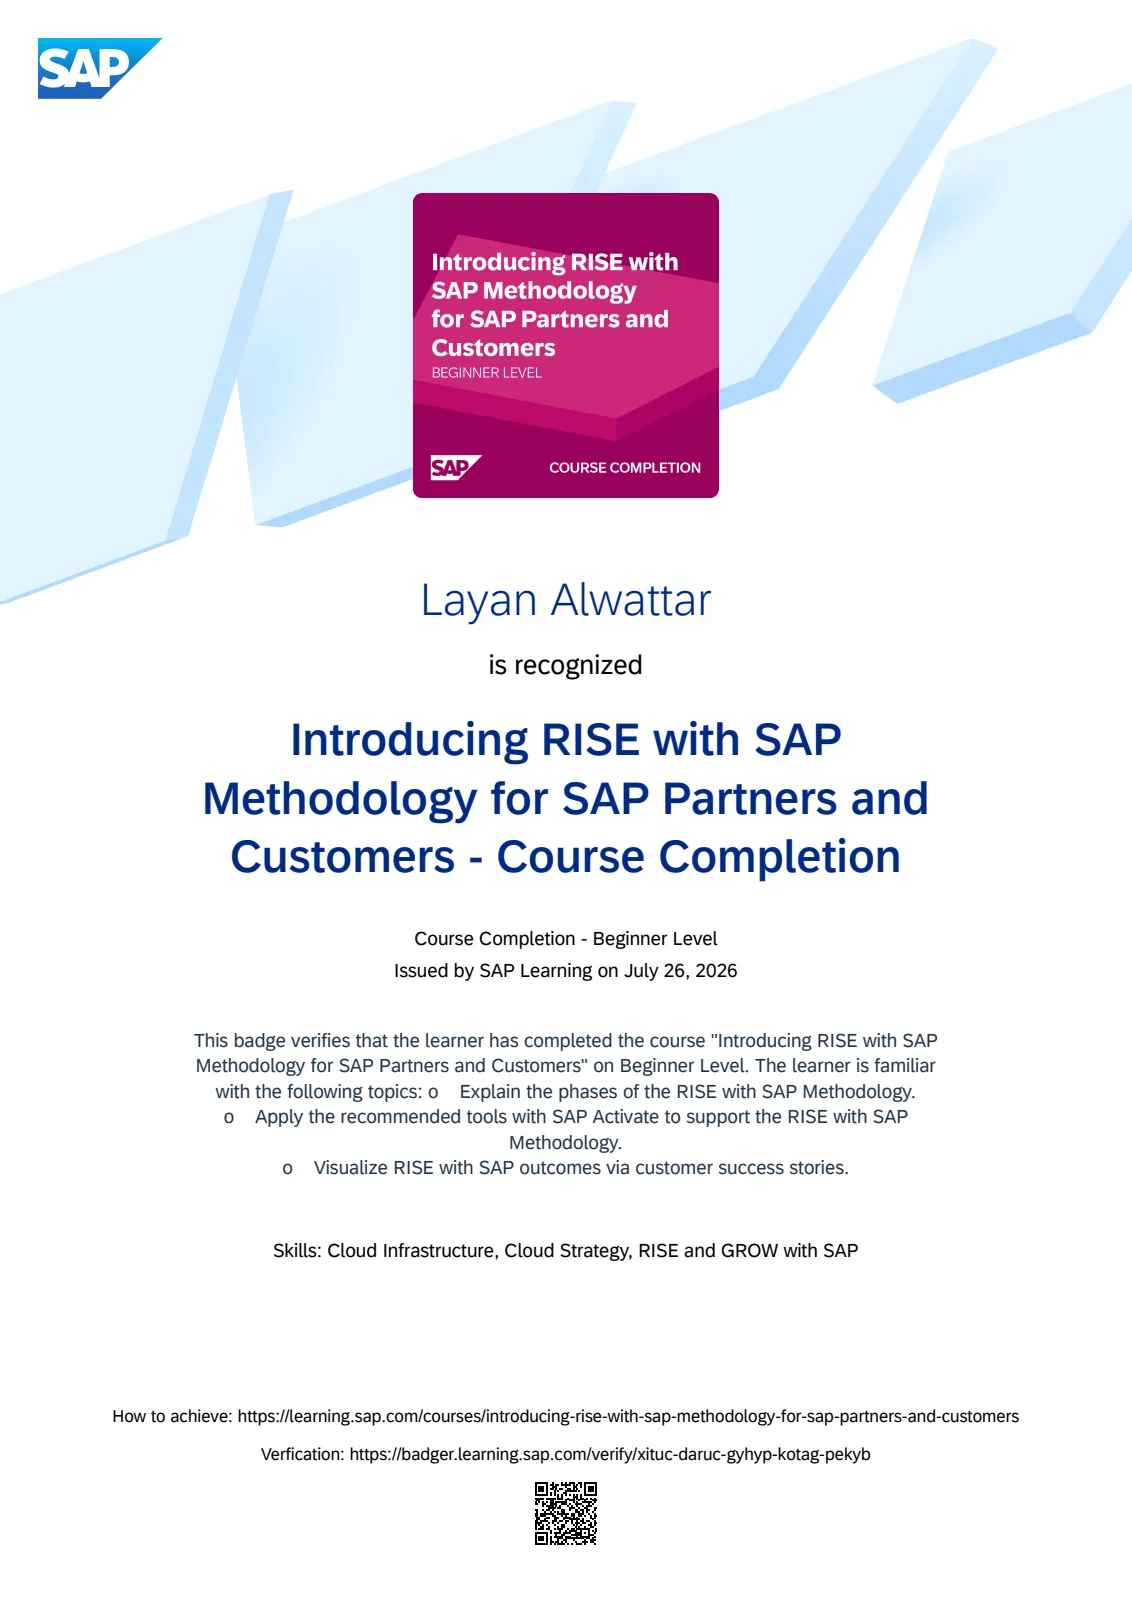 SAP
Introducing RISE with
SAP Methodology
for SAP Partners and
Customers
BEGINNER LEVEL
SAP
COURSE COMPLETION
Layan Alwattar
is recognized
Introducing RISE with SAP
Methodology for SAP Partners and
Customers - Course Completion
Course Completion - Beginner Level
Issued by SAP Learning on July 26, 2026
This badge verifies that the learner has completed the course "Introducing RISE with SAP
Methodology for SAP Partners and Customers" on Beginner Level. The learner is familiar
with the following topics: o Explain the phases of the RISE with SAP Methodology.
o Apply the recommended tools with SAP Activate to support the RISE with SAP
Methodology.
o Visualize RISE with SAP outcomes via customer success stories.
Skills: Cloud Infrastructure, Cloud Strategy, RISE and GROW with SAP
How to achieve: https://learning.sap.com/courses/introducing-rise-with-sap-methodology-for-sap-partners-and-customers
Verfication: https://badger.learning.sap.com/verify/xituc-daruc-gyhyp-kotag-pekyb